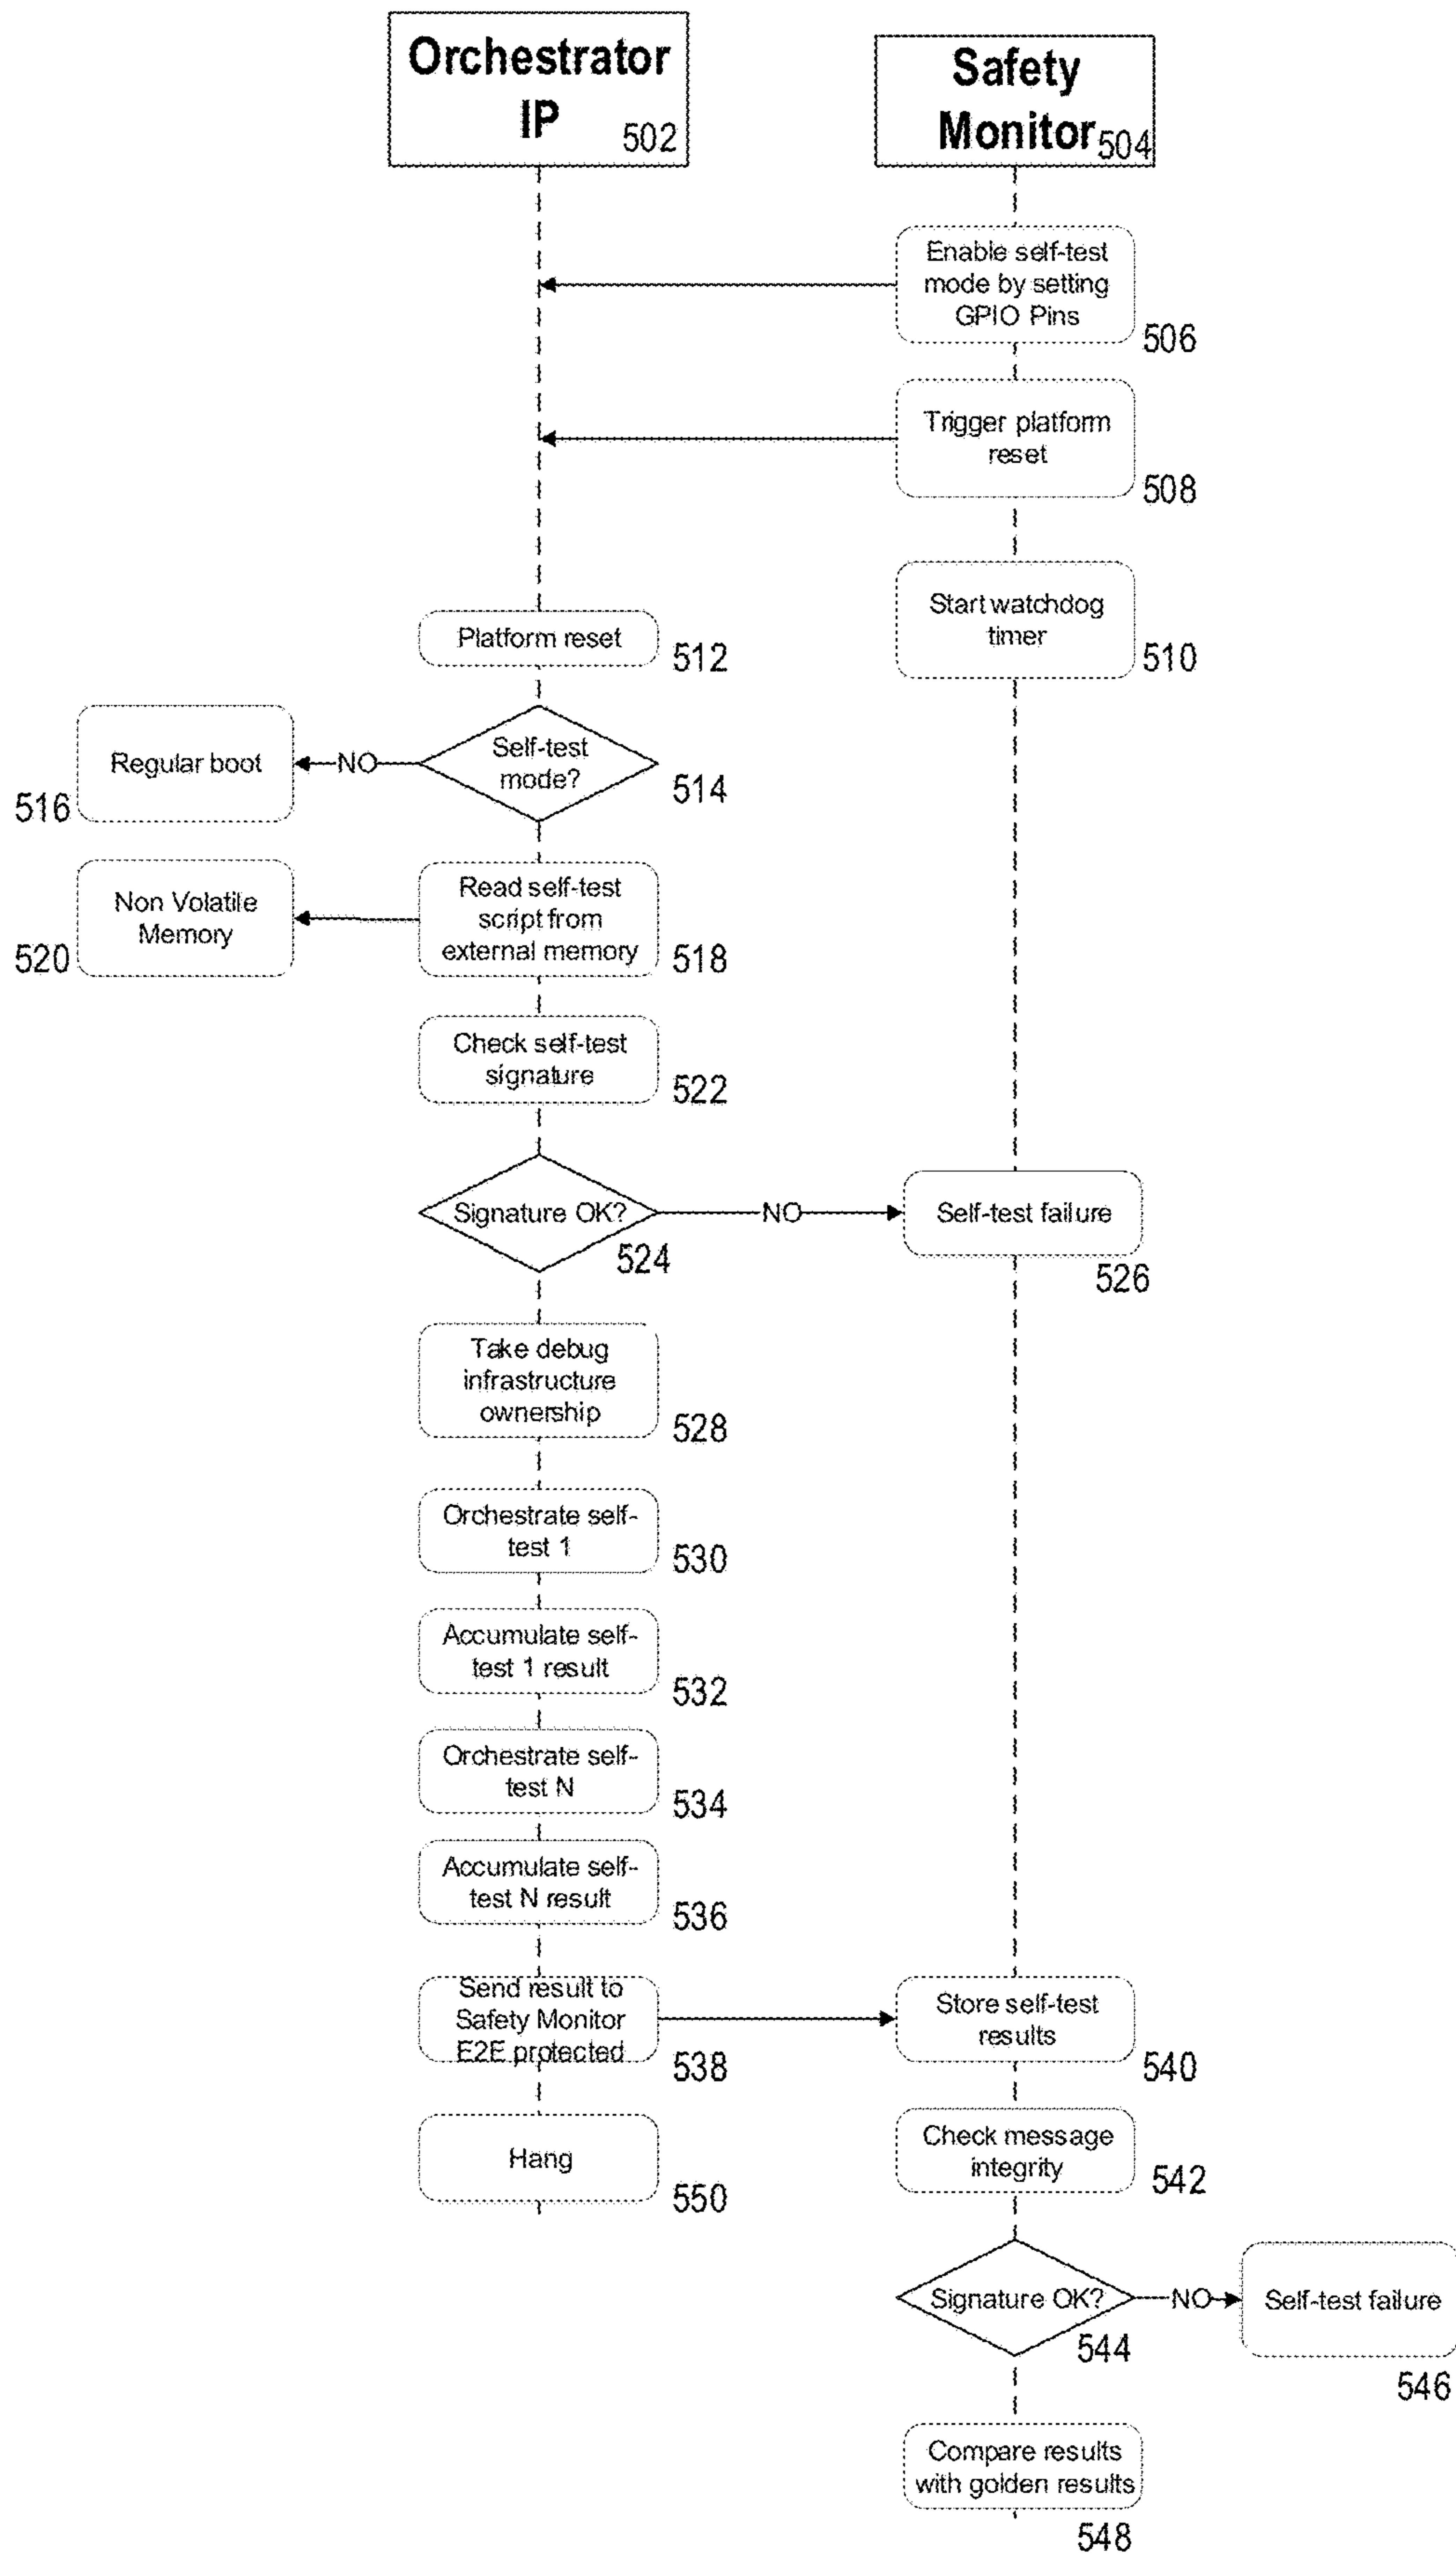 Orchestrator
IP
502
Safety
Monitor
504
Enable self-test
mode by setting
GPIO Pins
506
Trigger platform
reset
508
Start watchdog
timer
510
Platform reset
512
Self-test
mode?
514
NO
Regular boot
516
Read self-test
script from
external memory
518
Non Volatile
Memory
520
Check self-test
signature
522
Signature OK?
524
NO
Self-test failure
526
Take debug
infrastructure
ownership
528
Orchestrate self-
test 1
530
Accumulate self-
test 1 result
532
Orchestrate self-
test N
534
Accumulate self-
test N result
536
Send result to
Safety Monitor
E2E protected
538
Store self-test
results
540
Hang
550
Check message
integrity
542
Signature OK?
544
NO
Self-test failure
546
Compare results
with golden results
548